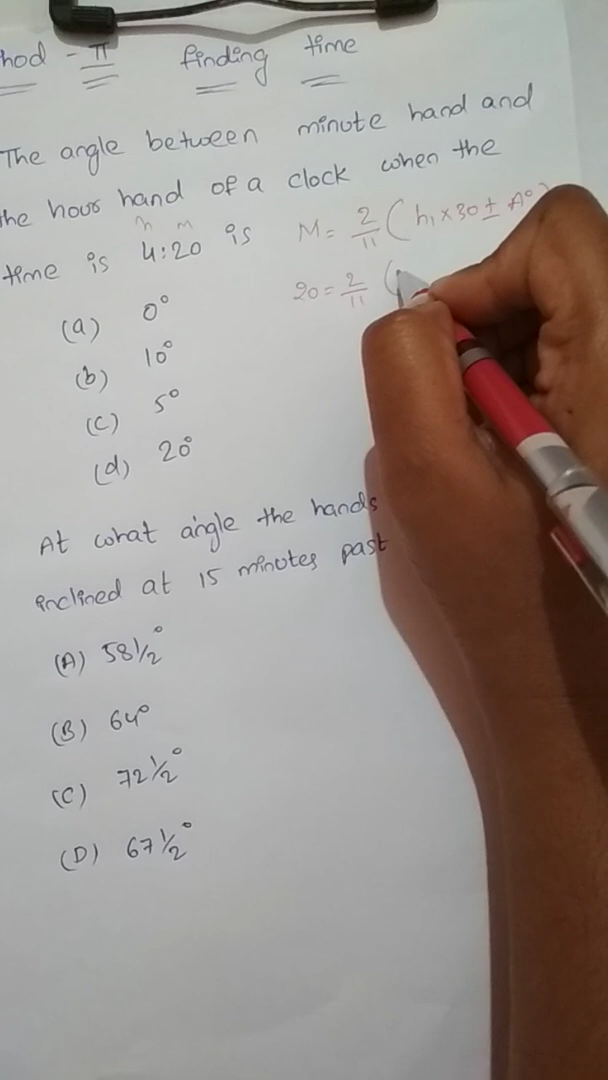 hod - II finding time
The angle between minute hand and
the hour hand of a clock when the
h m
time is 4:20 is
M = 2/11 ( h₁ × 30 ± A° )
20 = 2/11 (
(a) 0°
(b) 10°
(c) 5°
(d) 20°
At what angle the hands
inclined at 15 minutes past
(A) 58 1/2°
(B) 64°
(C) 72 1/2°
(D) 67 1/2°